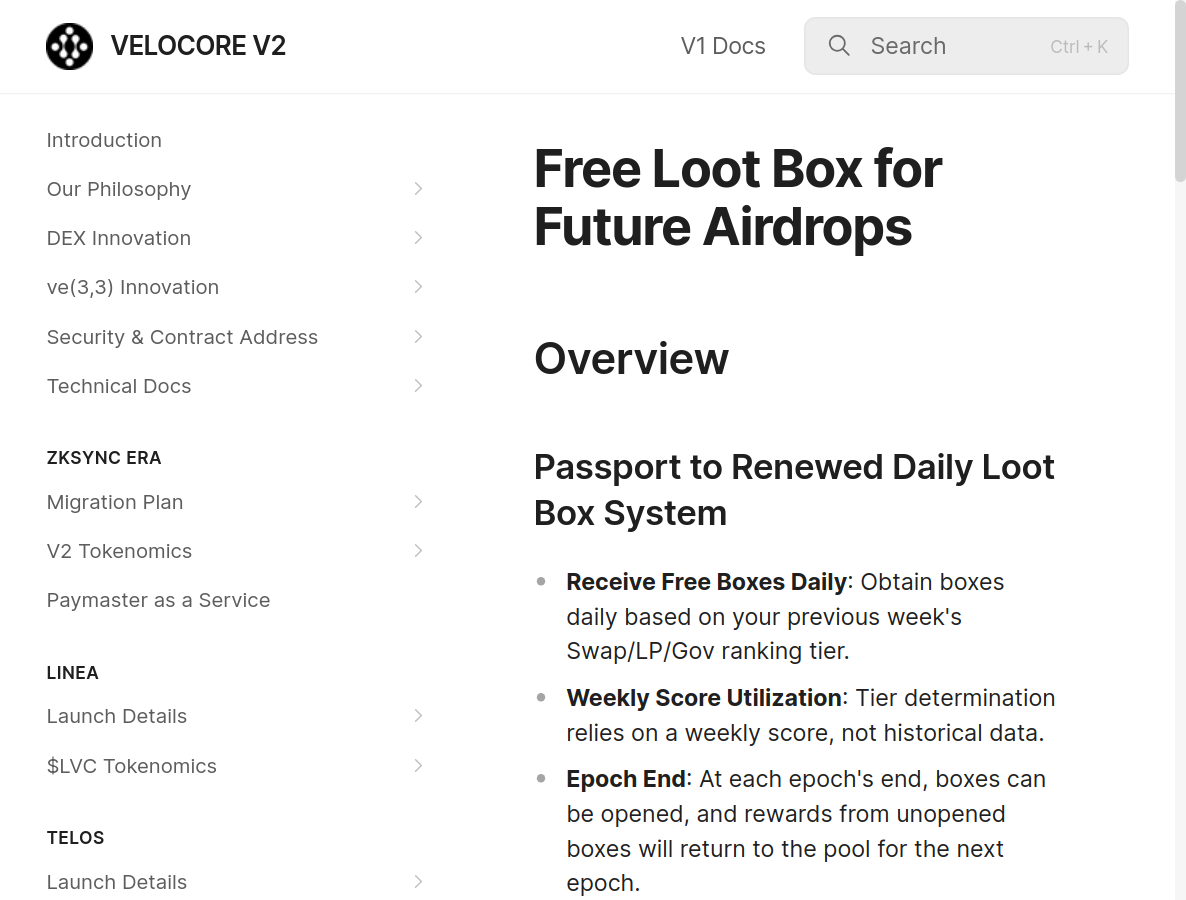 VELOCORE V2
V1 Docs
Search
Ctrl + K
Introduction
Our Philosophy
DEX Innovation
ve(3,3) Innovation
Security & Contract Address
Technical Docs
ZKSYNC ERA
Migration Plan
V2 Tokenomics
Paymaster as a Service
LINEA
Launch Details
$LVC Tokenomics
TELOS
Launch Details
Free Loot Box for
Future Airdrops
Overview
Passport to Renewed Daily Loot
Box System
Receive Free Boxes Daily: Obtain boxes
daily based on your previous week's
Swap/LP/Gov ranking tier.
Weekly Score Utilization: Tier determination
relies on a weekly score, not historical data.
Epoch End: At each epoch's end, boxes can
be opened, and rewards from unopened
boxes will return to the pool for the next
epoch.